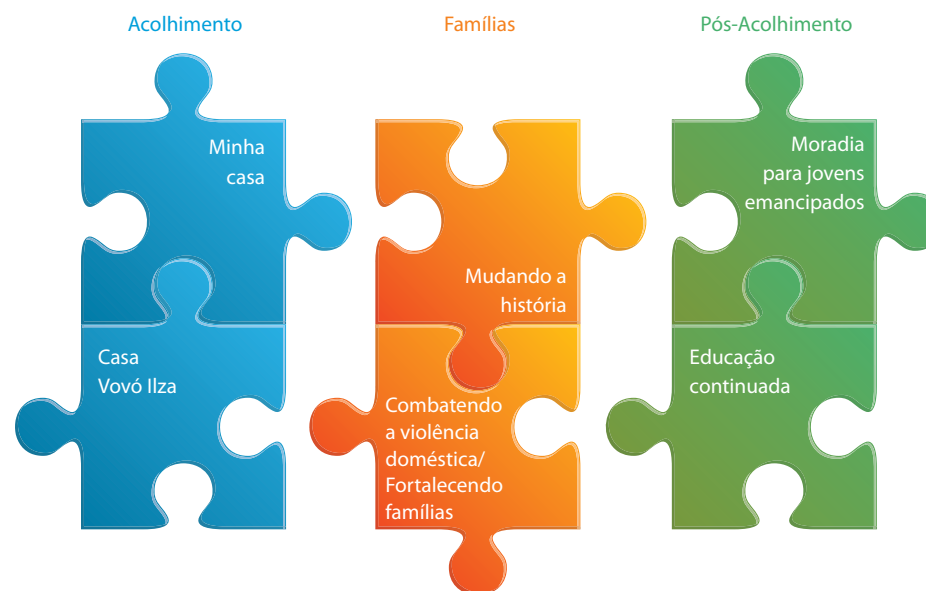 Acolhimento
Minha
casa
Casa
Vovó Ilza
Famílias
Mudando a
história
Combatendo
a violência
doméstica/
Fortalecendo
famílias
Pós-Acolhimento
Moradia
para jovens
emancipados
Educação
continuada